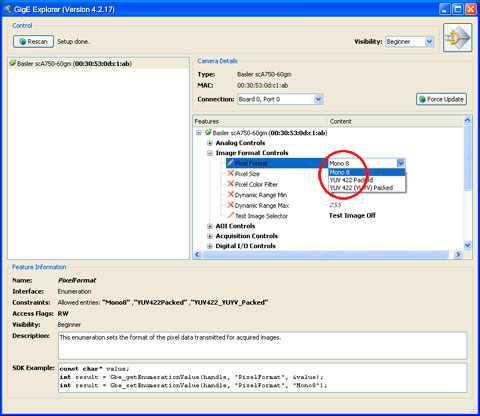 GigE Explorer (Version 4.2.17)
Control
Rescan Setup done. Visibility: Beginner
Basler scA750-60gm (00:30:53:0d:c1:ab)
Camera Details
Type: Basler scA750-60gm
MAC: 00:30:53:0d:c1:ab
Connection: Board 0, Port 0 Force Update
Features Content
Basler scA750-60gm (00:30:53:0d:c1:ab)
Analog Controls
Image Format Controls
Pixel Format Mono 8
Pixel Size Mono 8
Pixel Color Filter YUV 422 Packed
Dynamic Range Min YUV 422 (YUYV) Packed
Dynamic Range Max 255
Test Image Selector Test Image Off
AOI Controls
Acquisition Controls
Digital I/O Controls
Feature Information
Name: PixelFormat
Interface: Enumeration
Constraints: Allowed entries: "Mono8" ,"YUV422Packed" ,"YUV422_YUYV_Packed"
Access Flags: RW
Visibility: Beginner
Description: This enumeration sets the format of the pixel data transmitted for acquired images.
SDK Example: const char* value;
int result = Gbe_getEnumerationValue(handle, "PixelFormat", &value);
int result = Gbe_setEnumerationValue(handle, "PixelFormat", "Mono8");